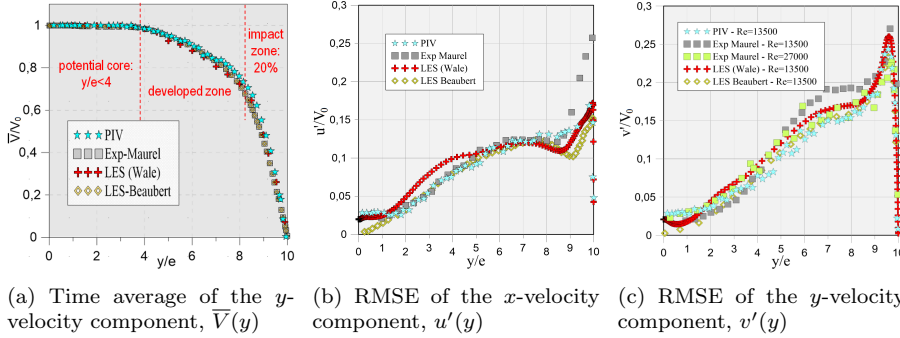 1
0,8
0,6
0,4
0,2
0
V̅/V₀
potential core:
y/e<4
developed zone
impact
zone:
20%
PIV
Exp-Maurel
LES (Wale)
LES-Beaubert
0 1 2 3 4 5 6 7 8 9 10
y/e
0,3
0,25
0,2
0,15
0,1
0,05
0
u'/V₀
PIV
Exp Maurel
LES (Wale)
LES Beaubert
0 1 2 3 4 5 6 7 8 9 10
y/e
0,3
0,25
0,2
0,15
0,1
0,05
0
v'/V₀
PIV - Re=13500
Exp Maurel - Re=13500
Exp Maurel - Re=27000
LES (Wale) - Re=13500
LES Beaubert - Re=13500
0 1 2 3 4 5 6 7 8 9 10
y/e
(a) Time average of the y-
velocity component, V̅(y)
(b) RMSE of the x-velocity
component, u′(y)
(c) RMSE of the y-velocity
component, v′(y)